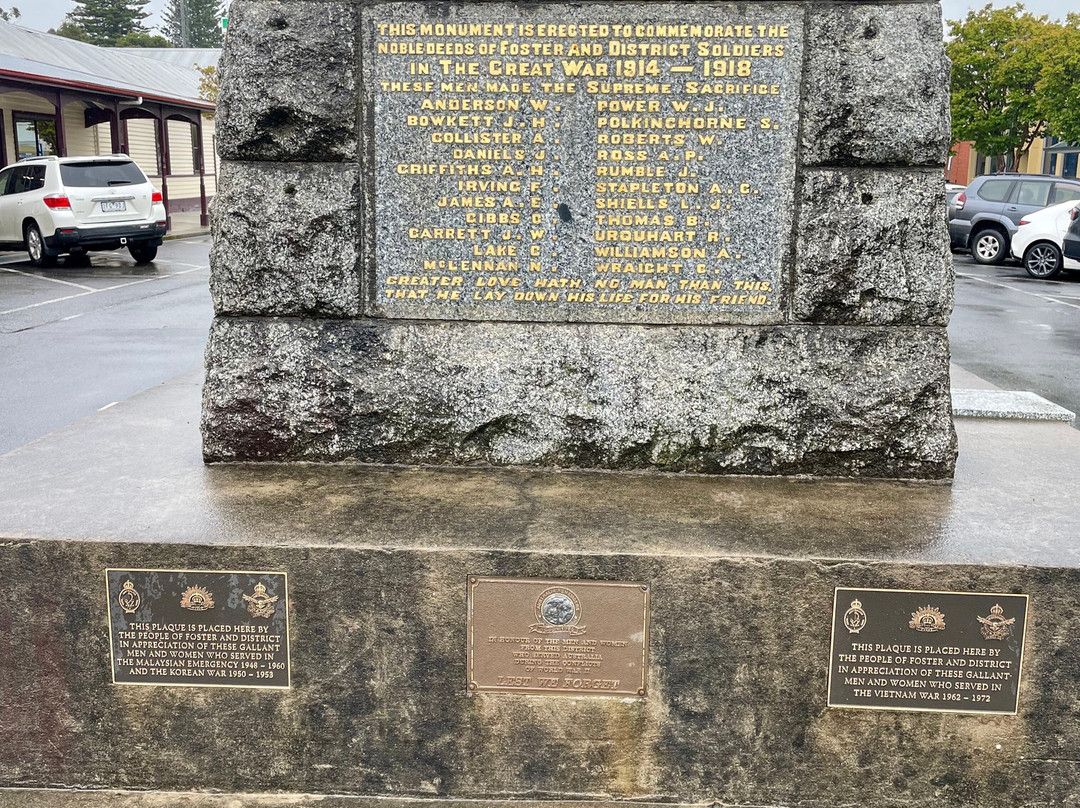 THIS MONUMENT IS ERECTED TO COMMEMORATE THE
NOBLE DEEDS OF FOSTER AND DISTRICT SOLDIERS
IN THE GREAT WAR 1914 — 1918
THESE MEN MADE THE SUPREME SACRIFICE
ANDERSON W. POWER W. J.
BOWKETT J. H. POLKINGHORNE S.
COLLISTER A. ROBERTS W.
DANIELS J. ROSS A. P.
GRIFFITHS A. H. RUMBLE J.
IRVING F. STAPLETON A. C.
JAMES A. E. SHIELLS L. J.
GIBBS C. THOMAS B.
GARRETT J. W. URQUHART R.
LAKE C. WILLIAMSON A.
MCLENNAN N. WRAIGHT C.
GREATER LOVE HATH NO MAN THAN THIS,
THAT HE LAY DOWN HIS LIFE FOR HIS FRIEND.
THIS PLAQUE IS PLACED HERE BY
THE PEOPLE OF FOSTER AND DISTRICT
IN APPRECIATION OF THESE GALLANT
MEN AND WOMEN WHO SERVED IN
THE MALAYSIAN EMERGENCY 1948 – 1960
AND THE KOREAN WAR 1950 – 1953
IN HONOUR OF THE MEN AND WOMEN
FROM THIS DISTRICT
WHO SERVED AUSTRALIA
LEST WE FORGET
THIS PLAQUE IS PLACED HERE BY
THE PEOPLE OF FOSTER AND DISTRICT
IN APPRECIATION OF THESE GALLANT
MEN AND WOMEN WHO SERVED IN
THE VIETNAM WAR 1962 – 1972